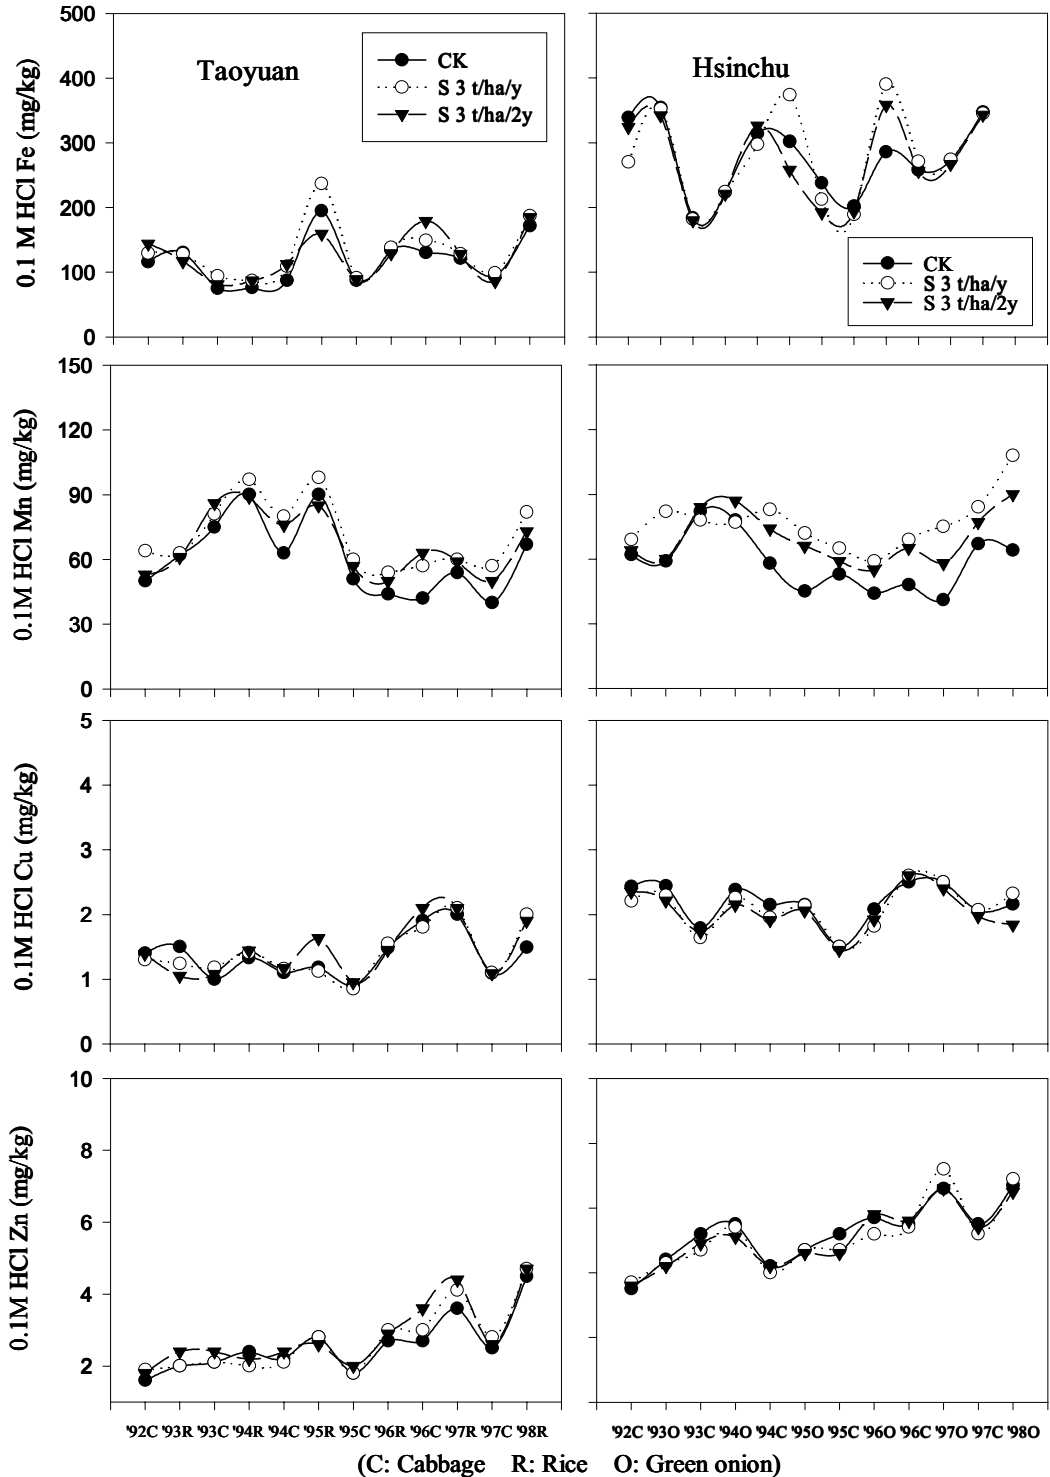 0.1 M HCl Fe (mg/kg)
500
400
300
200
100
0
Taoyuan
CK
S 3 t/ha/y
S 3 t/ha/2y
Hsinchu
CK
S 3 t/ha/y
S 3 t/ha/2y
0.1M HCl Mn (mg/kg)
150
120
90
60
30
0
0.1M HCl Cu (mg/kg)
5
4
3
2
1
0
0.1M HCl Zn (mg/kg)
10
8
6
4
2
'92C '93R '93C '94R '94C '95R '95C '96R '96C '97R '97C '98R
'92C '93O '93C '94O '94C '95O '95C '96O '96C '97O '97C '98O
(C: Cabbage R: Rice O: Green onion)